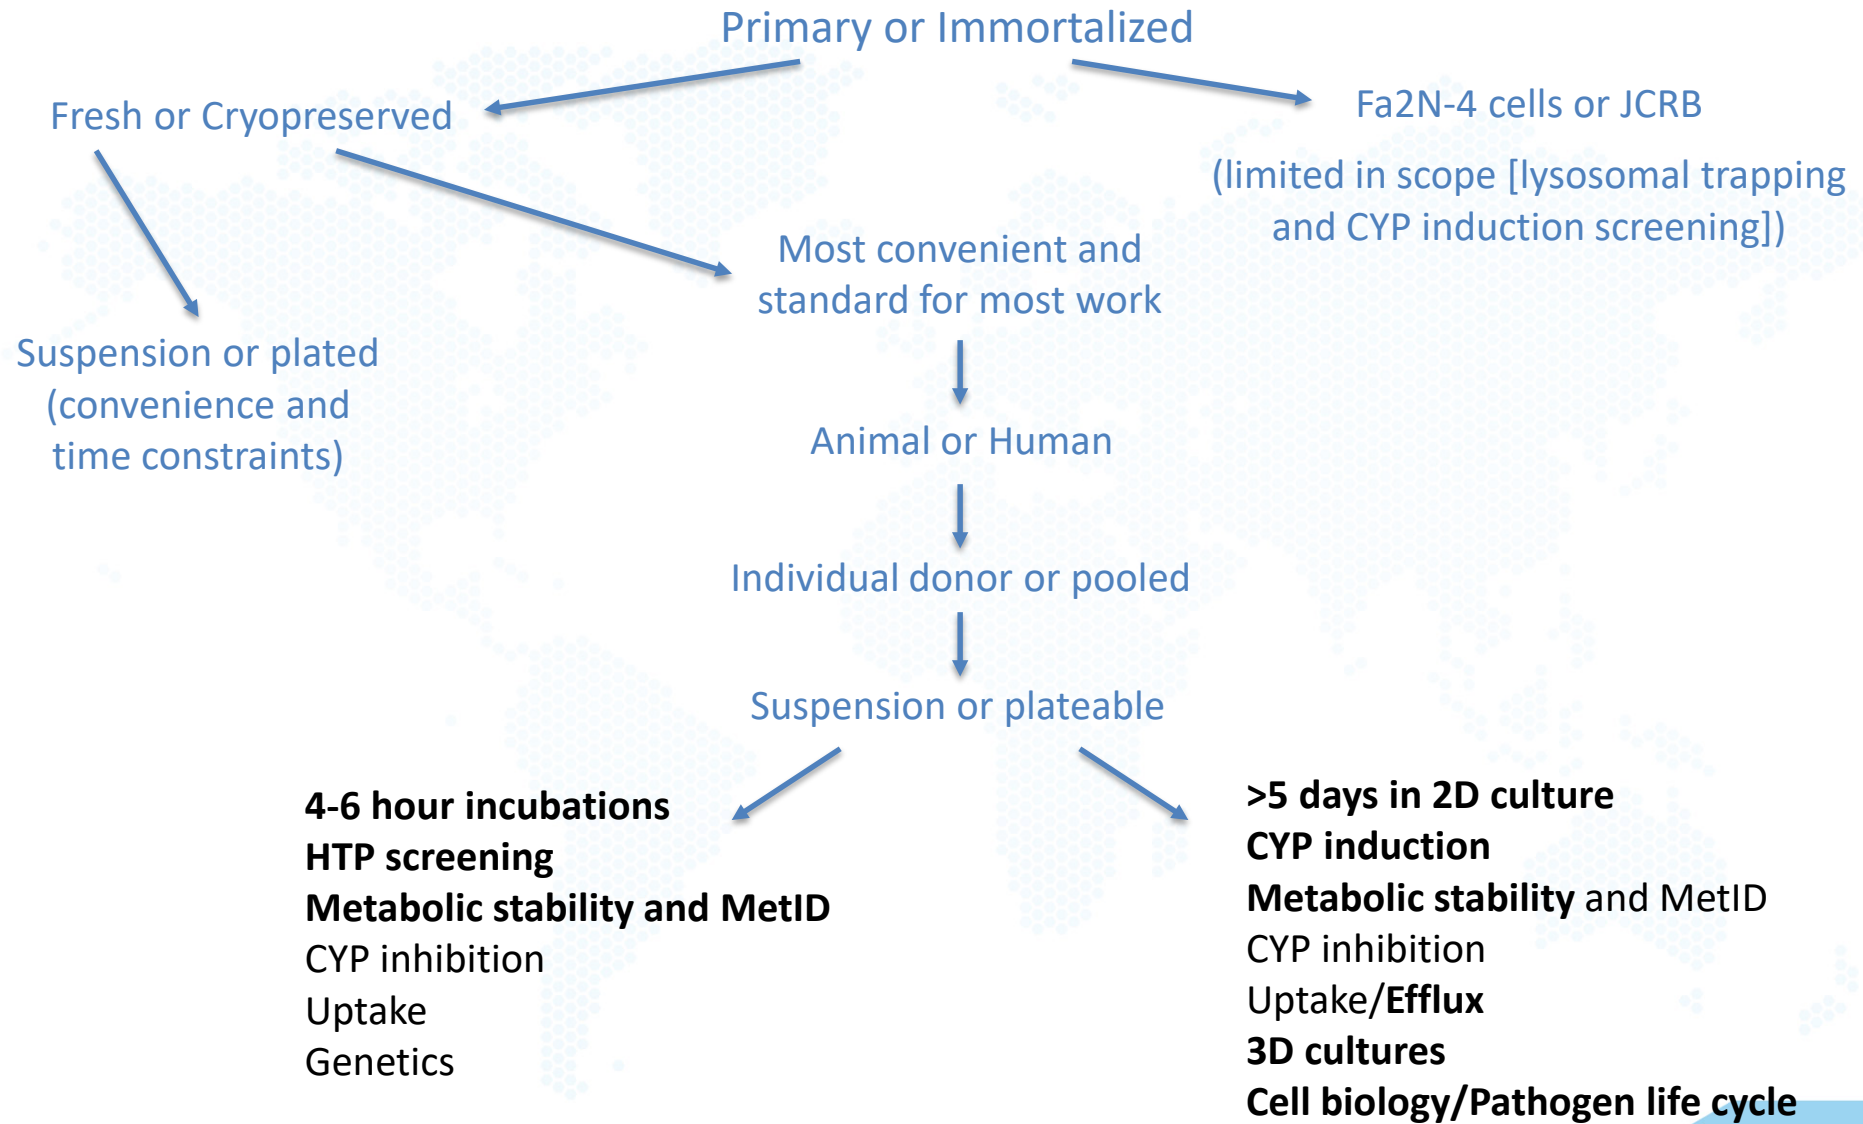 Primary or Immortalized
Fresh or Cryopreserved
Fa2N-4 cells or JCRB
(limited in scope [lysosomal trapping
and CYP induction screening])
Most convenient and
standard for most work
Suspension or plated
(convenience and
time constraints)
Animal or Human
Individual donor or pooled
Suspension or plateable
4-6 hour incubations
HTP screening
Metabolic stability and MetID
CYP inhibition
Uptake
Genetics
>5 days in 2D culture
CYP induction
Metabolic stability and MetID
CYP inhibition
Uptake/Efflux
3D cultures
Cell biology/Pathogen life cycle